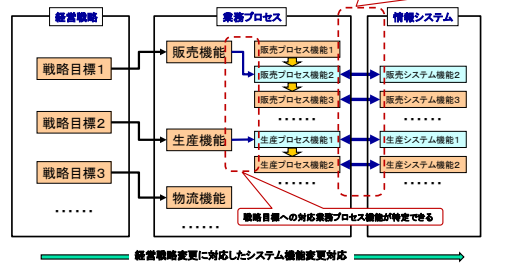 経営戦略
戦略目標1
戦略目標2
戦略目標3
‥‥‥
業務プロセス
販売機能
生産機能
物流機能
‥‥‥
販売プロセス機能1
販売プロセス機能2
販売プロセス機能3
‥‥‥
生産プロセス機能1
生産プロセス機能2
‥‥‥
情報システム
販売システム機能2
販売システム機能3
‥‥‥
生産システム機能1
生産システム機能2
‥‥‥
戦略目標への対応業務プロセス機能が特定できる
経営戦略変更に対応したシステム機能変更対応